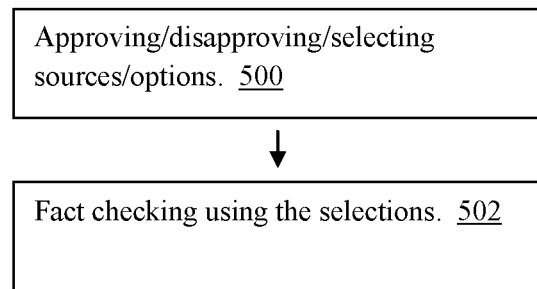 Approving/disapproving/selecting
sources/options. 500
Fact checking using the selections. 502